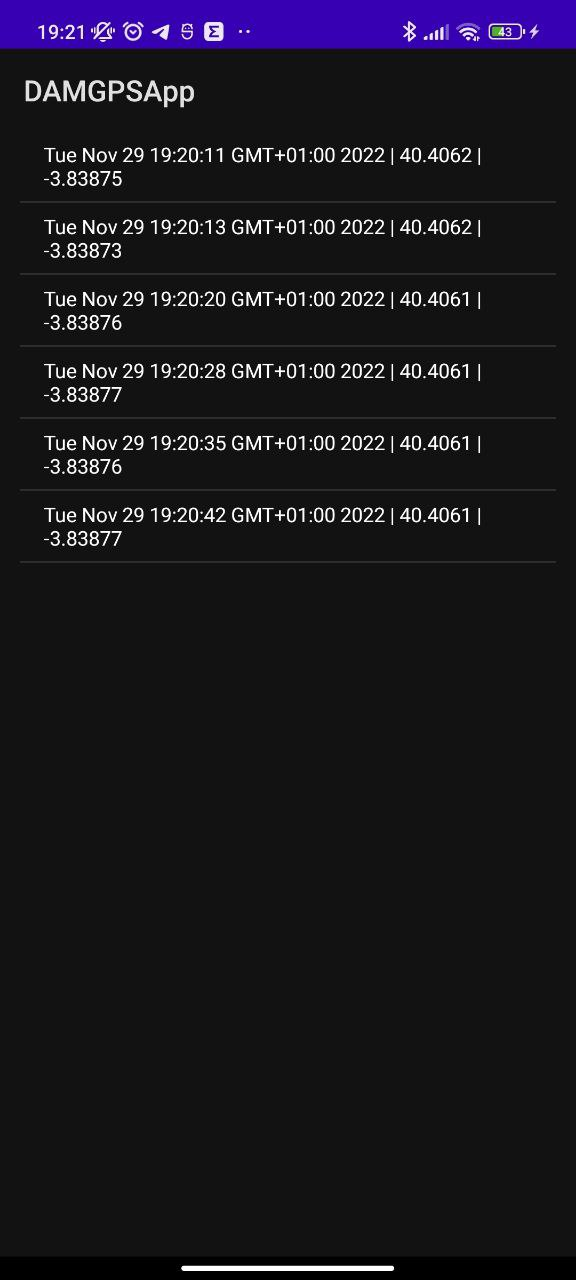 19:21
43
DAMGPSApp
Tue Nov 29 19:20:11 GMT+01:00 2022 | 40.4062 |
-3.83875
Tue Nov 29 19:20:13 GMT+01:00 2022 | 40.4062 |
-3.83873
Tue Nov 29 19:20:20 GMT+01:00 2022 | 40.4061 |
-3.83876
Tue Nov 29 19:20:28 GMT+01:00 2022 | 40.4061 |
-3.83877
Tue Nov 29 19:20:35 GMT+01:00 2022 | 40.4061 |
-3.83876
Tue Nov 29 19:20:42 GMT+01:00 2022 | 40.4061 |
-3.83877